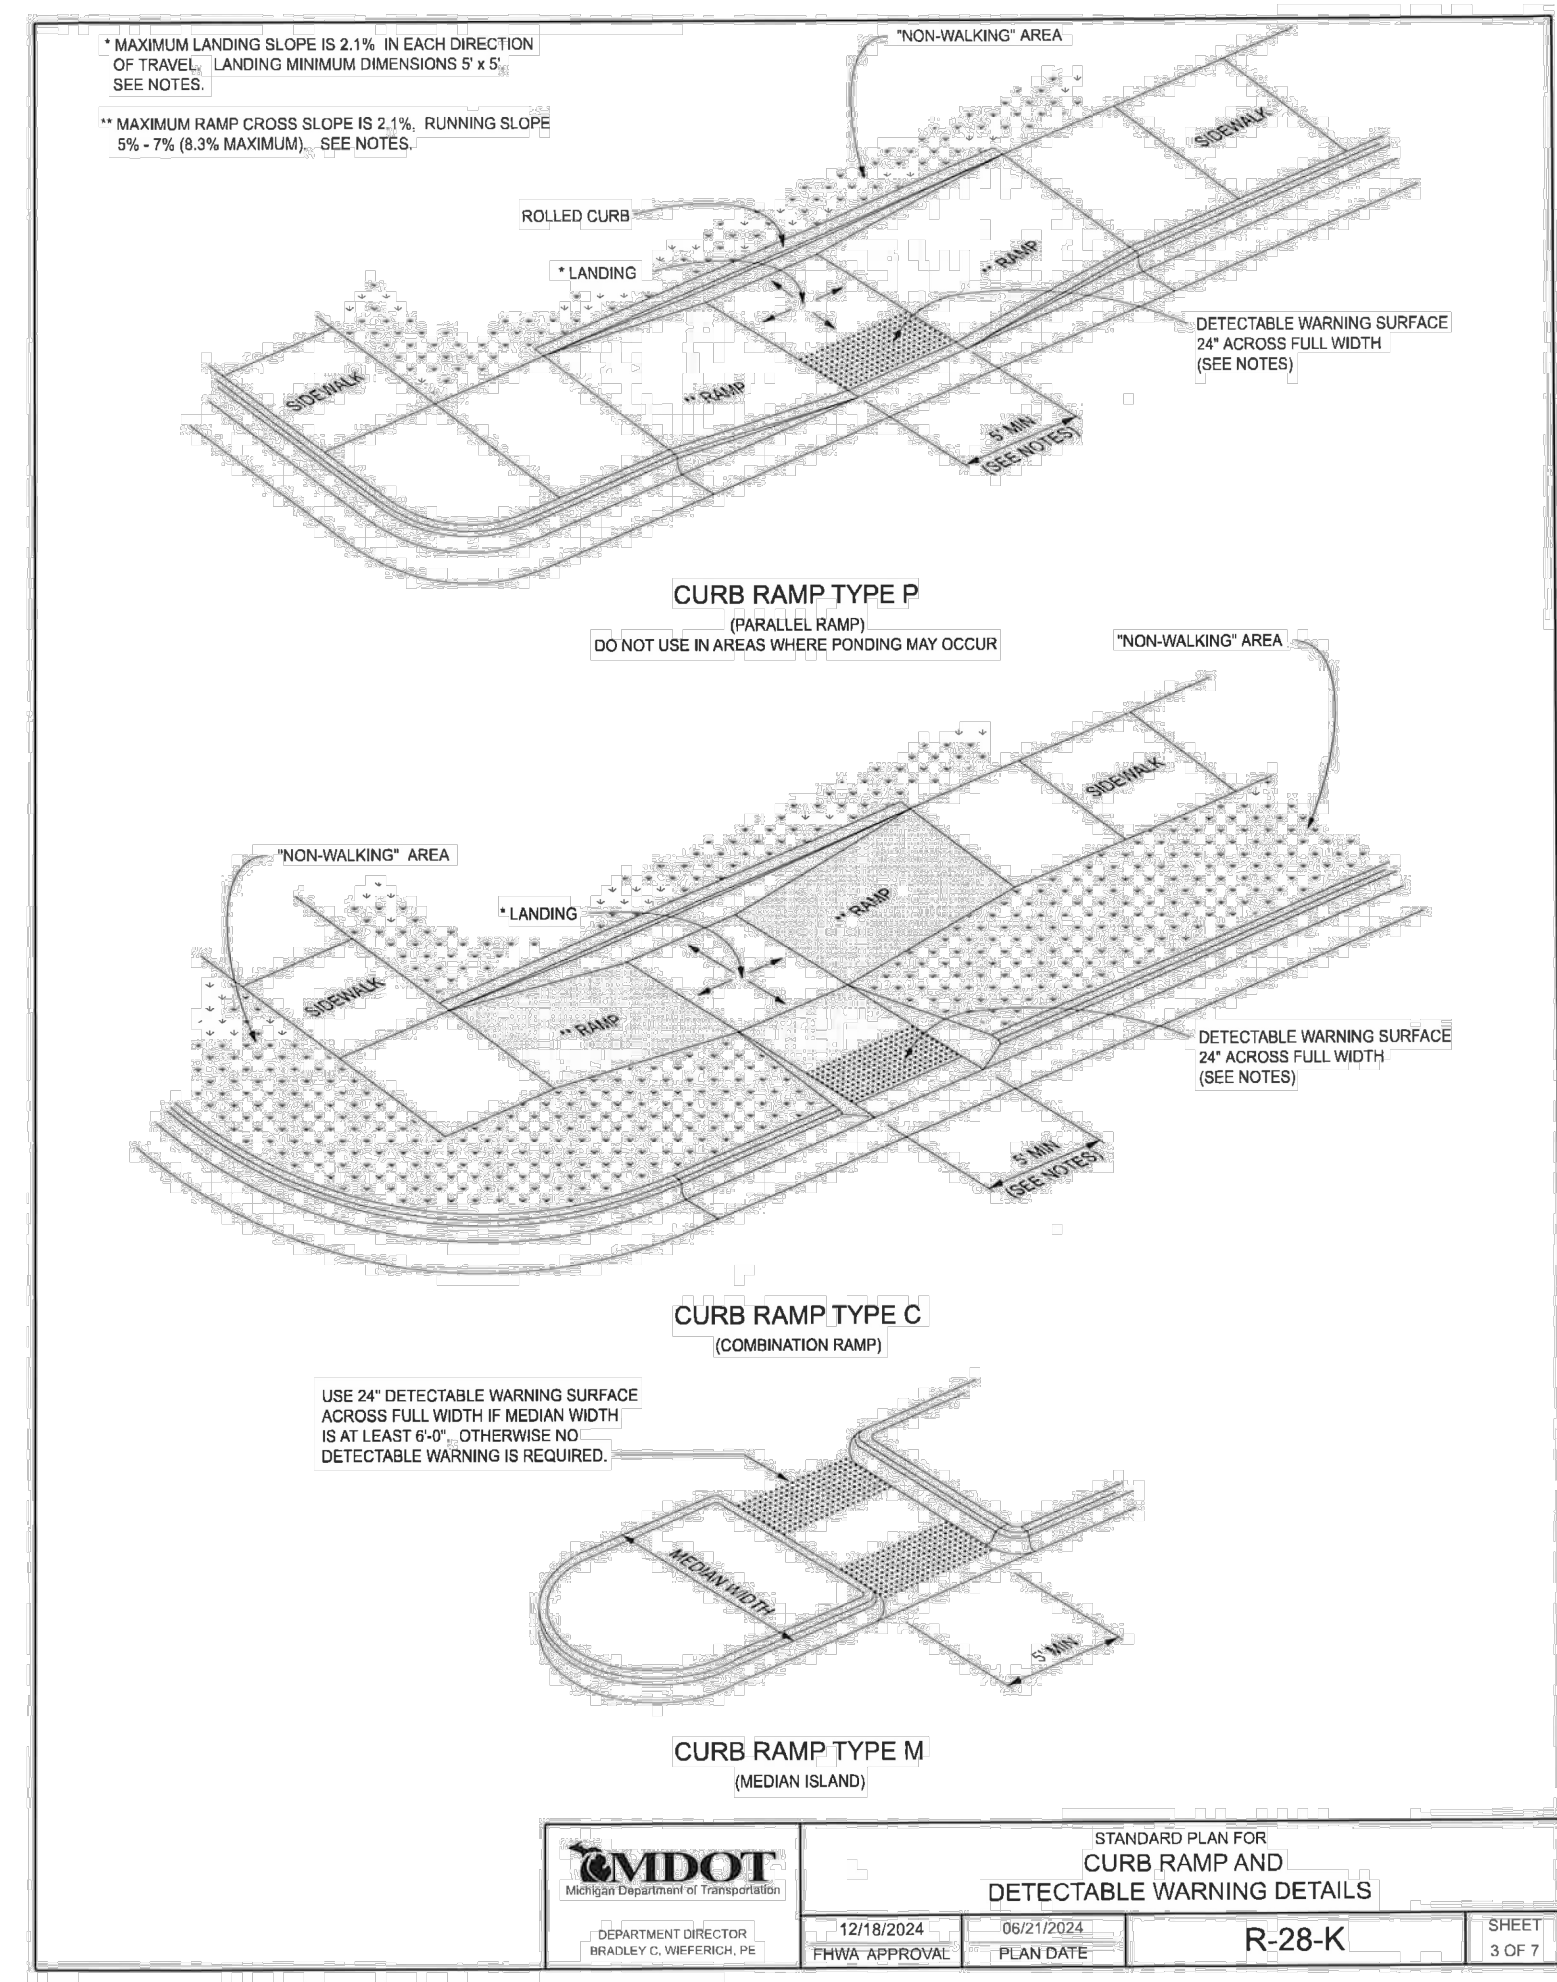 * MAXIMUM LANDING SLOPE IS 2.1% IN EACH DIRECTION
OF TRAVEL. LANDING MINIMUM DIMENSIONS 5' x 5'.
SEE NOTES.
** MAXIMUM RAMP CROSS SLOPE IS 2.1%, RUNNING SLOPE
5% - 7% (8.3% MAXIMUM). SEE NOTES.
"NON-WALKING" AREA
SIDEWALK
ROLLED CURB
** RAMP
* LANDING
DETECTABLE WARNING SURFACE
24" ACROSS FULL WIDTH
(SEE NOTES)
SIDEWALK
** RAMP
5' MIN
(SEE NOTES)
CURB RAMP TYPE P
(PARALLEL RAMP)
DO NOT USE IN AREAS WHERE PONDING MAY OCCUR
"NON-WALKING" AREA
SIDEWALK
"NON-WALKING" AREA
** RAMP
* LANDING
SIDEWALK
** RAMP
DETECTABLE WARNING SURFACE
24" ACROSS FULL WIDTH
(SEE NOTES)
5' MIN
(SEE NOTES)
CURB RAMP TYPE C
(COMBINATION RAMP)
USE 24" DETECTABLE WARNING SURFACE
ACROSS FULL WIDTH IF MEDIAN WIDTH
IS AT LEAST 6'-0". OTHERWISE NO
DETECTABLE WARNING IS REQUIRED.
MEDIAN WIDTH
5' MIN
CURB RAMP TYPE M
(MEDIAN ISLAND)
MDOT
Michigan Department of Transportation
DEPARTMENT DIRECTOR
BRADLEY C. WIEFERICH, PE
STANDARD PLAN FOR
CURB RAMP AND
DETECTABLE WARNING DETAILS
12/18/2024
FHWA APPROVAL
06/21/2024
PLAN DATE
R-28-K
SHEET
3 OF 7